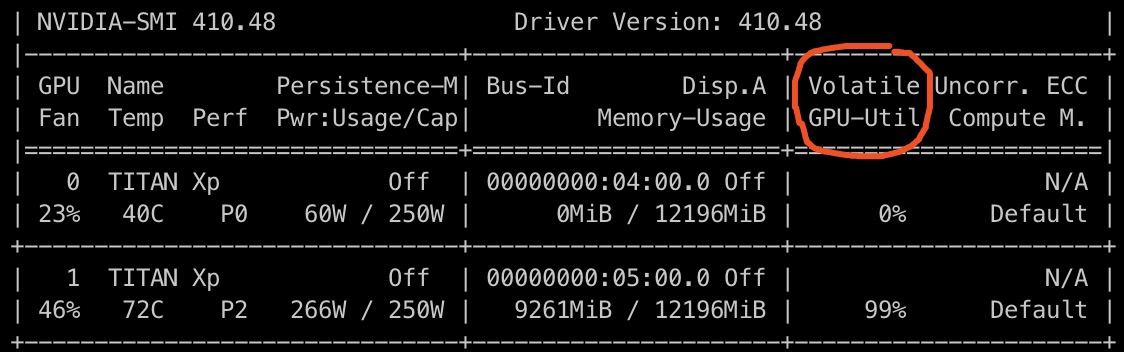 | NVIDIA-SMI 410.48                 Driver Version: 410.48                    |
|-------------------------------+----------------------+----------------------+
| GPU  Name        Persistence-M| Bus-Id        Disp.A | Volatile Uncorr. ECC |
| Fan  Temp  Perf  Pwr:Usage/Cap|         Memory-Usage | GPU-Util  Compute M. |
|===============================+======================+======================|
|   0  TITAN Xp            Off  | 00000000:04:00.0 Off |                  N/A |
| 23%   40C    P0    60W / 250W |      0MiB / 12196MiB |      0%      Default |
+-------------------------------+----------------------+----------------------+
|   1  TITAN Xp            Off  | 00000000:05:00.0 Off |                  N/A |
| 46%   72C    P2   266W / 250W |   9261MiB / 12196MiB |     99%      Default |
+-------------------------------+----------------------+----------------------+